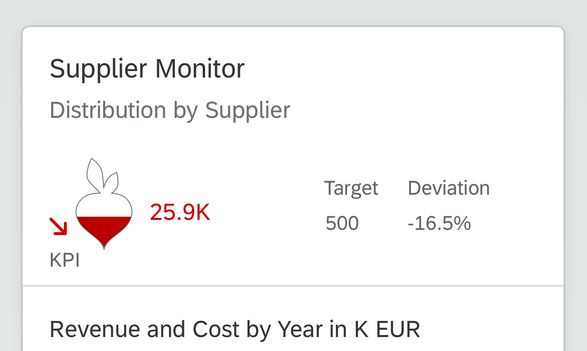 Supplier Monitor
Distribution by Supplier
Target Deviation
25.9K
500 -16.5%
KPI
Revenue and Cost by Year in K EUR